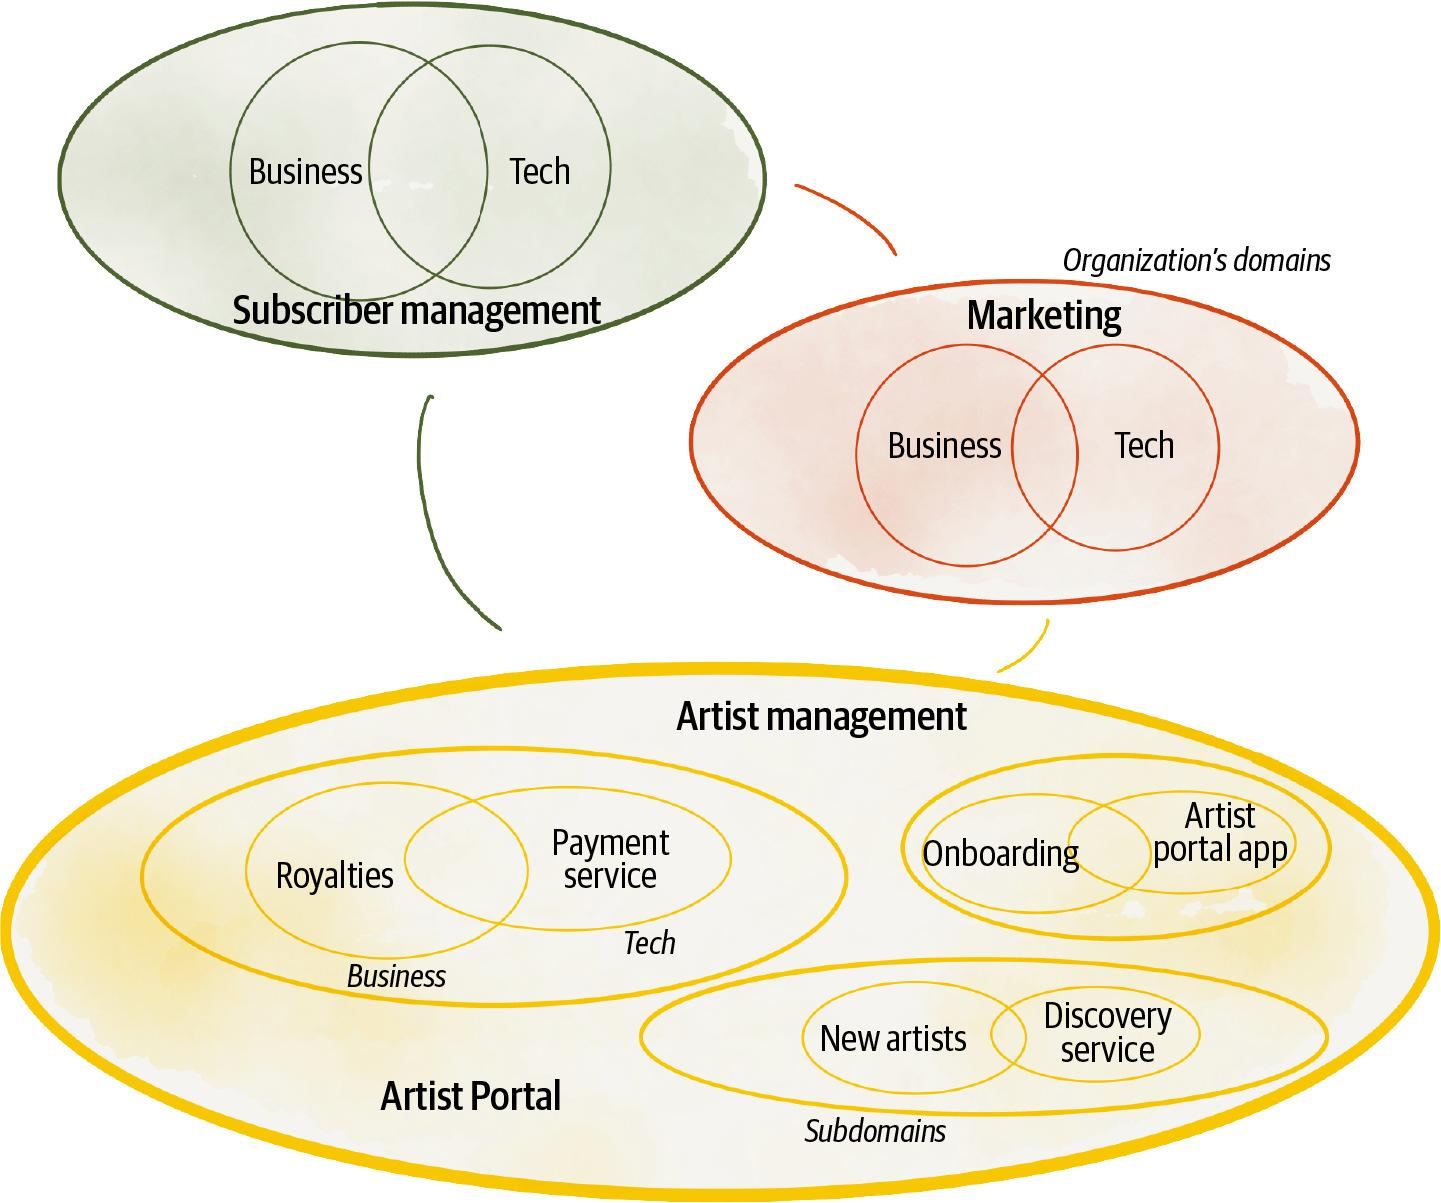 Business
Tech
Subscriber management
Organization's domains
Marketing
Business
Tech
Artist management
Royalties
Payment
service
Tech
Business
Onboarding
Artist
portal app
New artists
Discovery
service
Artist Portal
Subdomains